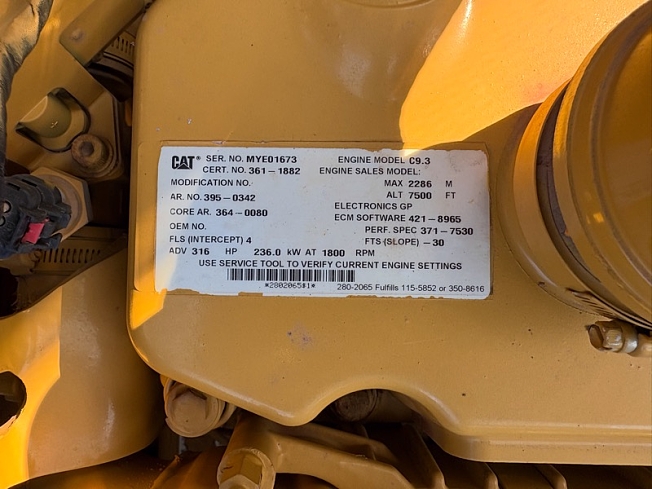 CAT® SER. NO. MYE01673 ENGINE MODEL C9.3
CERT. NO. 361-1882 ENGINE SALES MODEL:
MODIFICATION NO. MAX 2286 M
AR. NO. 395-0342 ALT 7500 FT
ELECTRONICS GP
CORE AR. 364-0080 ECM SOFTWARE 421-8965
OEM NO. PERF. SPEC 371-7530
FLS (INTERCEPT) 4 FTS (SLOPE) -30
ADV 316 HP 236.0 KW AT 1800 RPM
USE SERVICE TOOL TO VERIFY CURRENT ENGINE SETTINGS
*2802065#1*
280-2065 Fulfills 115-5852 or 350-8616